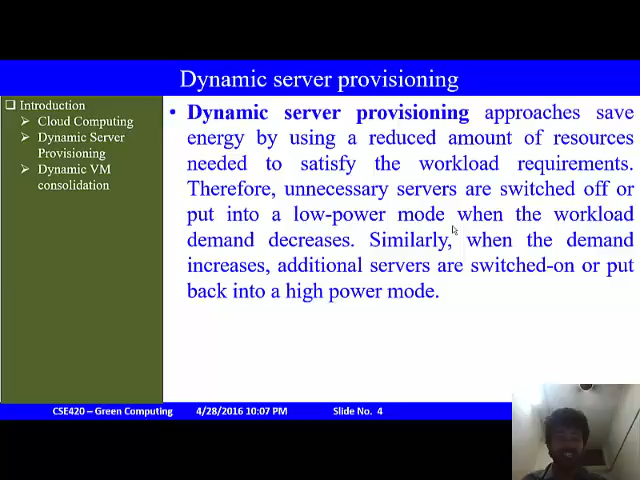 Dynamic server provisioning
❑ Introduction
➢ Cloud Computing
➢ Dynamic Server
Provisioning
➢ Dynamic VM
consolidation
• Dynamic server provisioning approaches save
energy by using a reduced amount of resources
needed to satisfy the workload requirements.
Therefore, unnecessary servers are switched off or
put into a low-power mode when the workload
demand decreases. Similarly, when the demand
increases, additional servers are switched-on or put
back into a high power mode.
CSE420 – Green Computing 4/28/2016 10:07 PM Slide No. 4